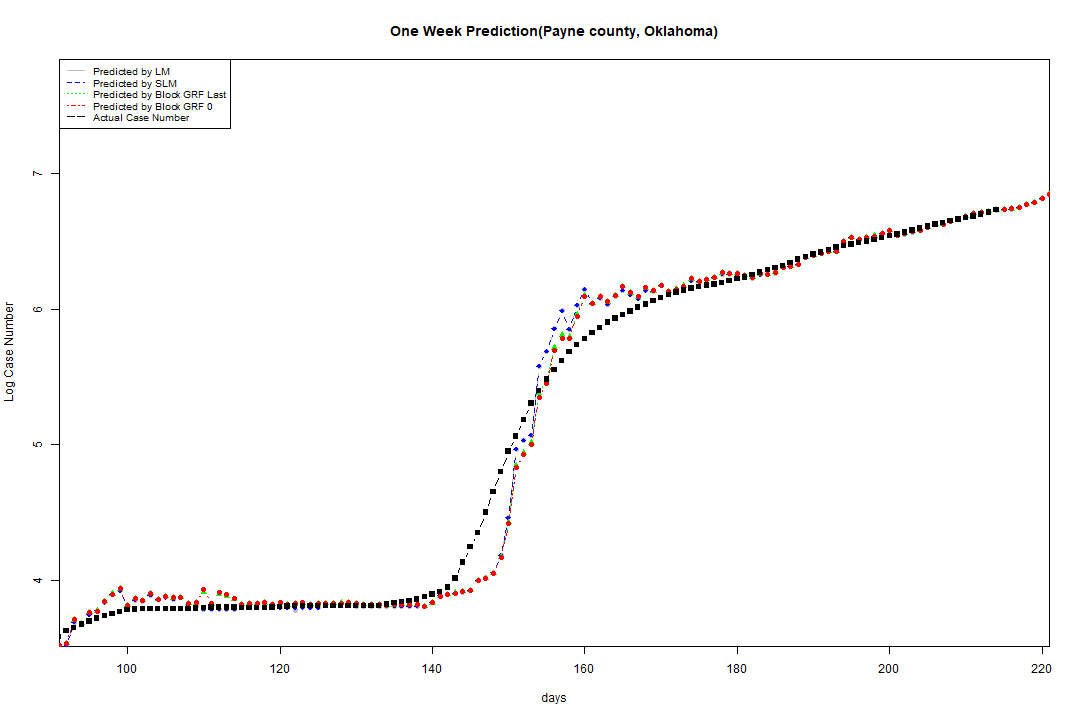 One Week Prediction(Payne county, Oklahoma)
Predicted by LM
Predicted by SLM
Predicted by Block GRF Last
Predicted by Block GRF 0
Actual Case Number
7
6
5
4
Log Case Number
100 120 140 160 180 200 220
days